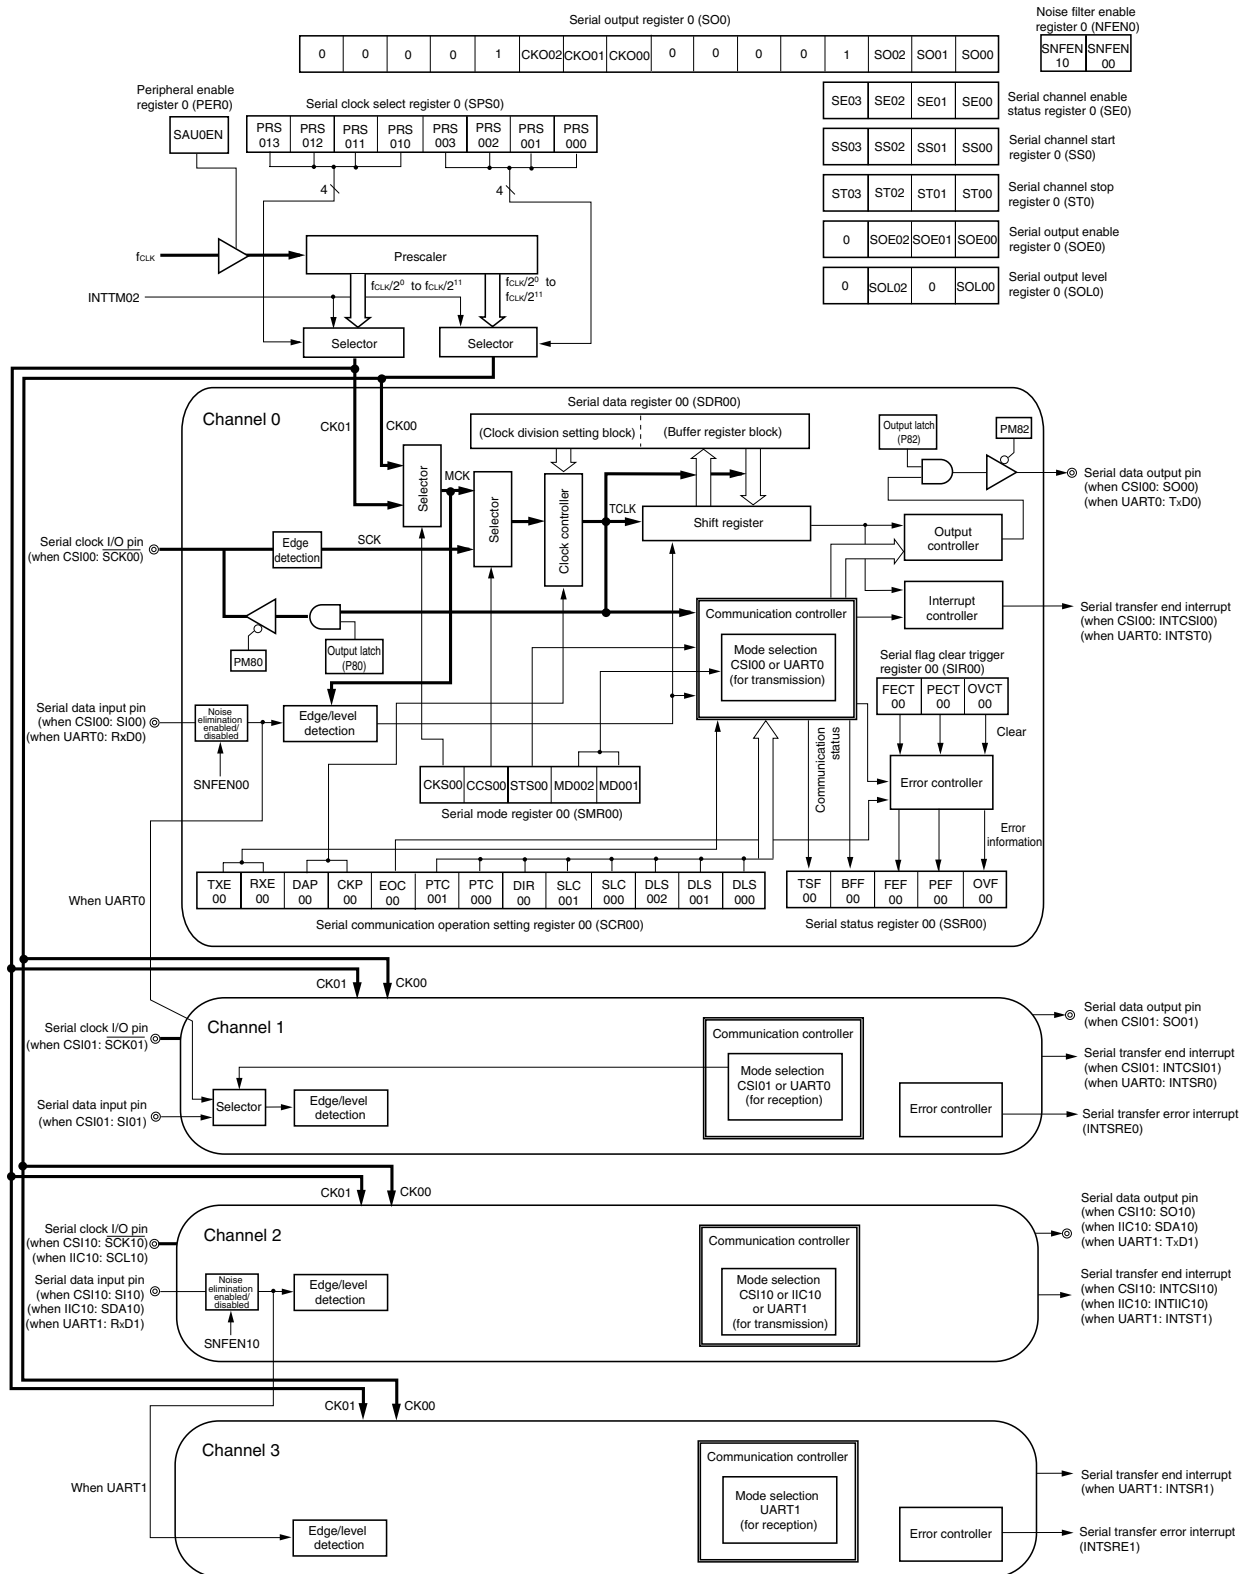 Serial output register 0 (SO0)
0 0 0 0 1 CKO02 CKO01 CKO00 0 0 0 0 1 SO02 SO01 SO00
Noise filter enable
register 0 (NFEN0)
SNFEN SNFEN
10 00
Peripheral enable
register 0 (PER0)
SAU0EN
Serial clock select register 0 (SPS0)
PRS PRS PRS PRS PRS PRS PRS PRS
013 012 011 010 003 002 001 000
SE03 SE02 SE01 SE00
Serial channel enable
status register 0 (SE0)
SS03 SS02 SS01 SS00
Serial channel start
register 0 (SS0)
ST03 ST02 ST01 ST00
Serial channel stop
register 0 (ST0)
0 SOE02 SOE01 SOE00
Serial output enable
register 0 (SOE0)
0 SOL02 0 SOL00
Serial output level
register 0 (SOL0)
4
4
fCLK
Prescaler
fCLK/2⁰ to fCLK/2¹¹
fCLK/2⁰ to
fCLK/2¹¹
INTTM02
Selector
Selector
Channel 0
CK01
CK00
Serial data register 00 (SDR00)
(Clock division setting block)
(Buffer register block)
Output latch
(P82)
PM82
Serial data output pin
(when CSI00: SO00)
(when UART0: TxD0)
Selector
MCK
Selector
Clock controller
TCLK
Shift register
Output
controller
Serial clock I/O pin
(when CSI00: SCK00)
Edge
detection
SCK
PM80
Output latch
(P80)
Communication controller
Mode selection
CSI00 or UART0
(for transmission)
Interrupt
controller
Serial transfer end interrupt
(when CSI00: INTCSI00)
(when UART0: INTST0)
Serial flag clear trigger
register 00 (SIR00)
FECT PECT OVCT
00 00 00
Clear
Serial data input pin
(when CSI00: SI00)
(when UART0: RxD0)
Noise
elimination
enabled/
disabled
SNFEN00
Edge/level
detection
Communication
status
Error controller
Error
information
CKS00 CCS00 STS00 MD002 MD001
Serial mode register 00 (SMR00)
When UART0
TXE RXE DAP CKP EOC PTC PTC DIR SLC SLC DLS DLS DLS
00 00 00 00 00 001 000 00 001 000 002 001 000
Serial communication operation setting register 00 (SCR00)
TSF BFF FEF PEF OVF
00 00 00 00 00
Serial status register 00 (SSR00)
CK01
CK00
Channel 1
Serial clock I/O pin
(when CSI01: SCK01)
Serial data input pin
(when CSI01: SI01)
Selector
Edge/level
detection
Communication controller
Mode selection
CSI01 or UART0
(for reception)
Error controller
Serial data output pin
(when CSI01: SO01)
Serial transfer end interrupt
(when CSI01: INTCSI01)
(when UART0: INTSR0)
Serial transfer error interrupt
(INTSRE0)
CK01
CK00
Channel 2
Serial clock I/O pin
(when CSI10: SCK10)
(when IIC10: SCL10)
Serial data input pin
(when CSI10: SI10)
(when IIC10: SDA10)
(when UART1: RxD1)
Noise
elimination
enabled/
disabled
SNFEN10
Edge/level
detection
Communication controller
Mode selection
CSI10 or IIC10
or UART1
(for transmission)
Serial data output pin
(when CSI10: SO10)
(when IIC10: SDA10)
(when UART1: TxD1)
Serial transfer end interrupt
(when CSI10: INTCSI10)
(when IIC10: INTIIC10)
(when UART1: INTST1)
CK01
CK00
Channel 3
When UART1
Edge/level
detection
Communication controller
Mode selection
UART1
(for reception)
Error controller
Serial transfer end interrupt
(when UART1: INTSR1)
Serial transfer error interrupt
(INTSRE1)